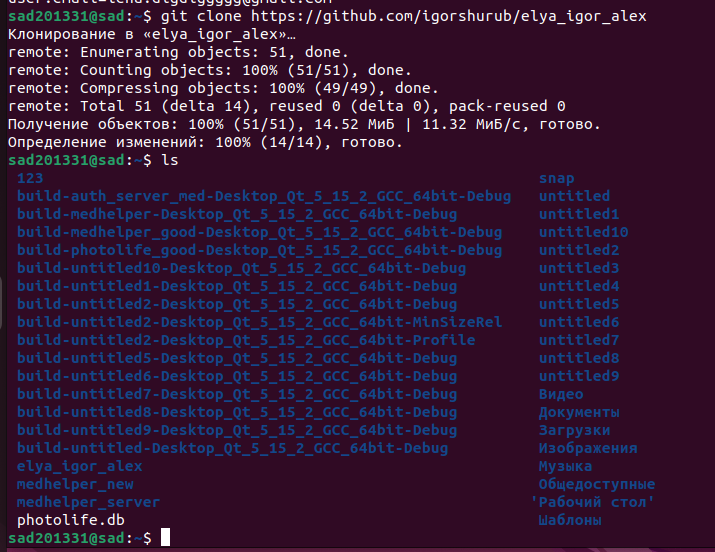 sad201331@sad:~$ git clone https://github.com/igorshurub/elya_igor_alex
Клонирование в «elya_igor_alex»…
remote: Enumerating objects: 51, done.
remote: Counting objects: 100% (51/51), done.
remote: Compressing objects: 100% (49/49), done.
remote: Total 51 (delta 14), reused 0 (delta 0), pack-reused 0
Получение объектов: 100% (51/51), 14.52 МиБ | 11.32 МиБ/с, готово.
Определение изменений: 100% (14/14), готово.
sad201331@sad:~$ ls
123 snap
build-auth_server_med-Desktop_Qt_5_15_2_GCC_64bit-Debug untitled
build-medhelper-Desktop_Qt_5_15_2_GCC_64bit-Debug untitled1
build-medhelper_good-Desktop_Qt_5_15_2_GCC_64bit-Debug untitled10
build-photolife_good-Desktop_Qt_5_15_2_GCC_64bit-Debug untitled2
build-untitled10-Desktop_Qt_5_15_2_GCC_64bit-Debug untitled3
build-untitled1-Desktop_Qt_5_15_2_GCC_64bit-Debug untitled4
build-untitled2-Desktop_Qt_5_15_2_GCC_64bit-Debug untitled5
build-untitled2-Desktop_Qt_5_15_2_GCC_64bit-MinSizeRel untitled6
build-untitled2-Desktop_Qt_5_15_2_GCC_64bit-Profile untitled7
build-untitled5-Desktop_Qt_5_15_2_GCC_64bit-Debug untitled8
build-untitled6-Desktop_Qt_5_15_2_GCC_64bit-Debug untitled9
build-untitled7-Desktop_Qt_5_15_2_GCC_64bit-Debug Видео
build-untitled8-Desktop_Qt_5_15_2_GCC_64bit-Debug Документы
build-untitled9-Desktop_Qt_5_15_2_GCC_64bit-Debug Загрузки
build-untitled-Desktop_Qt_5_15_2_GCC_64bit-Debug Изображения
elya_igor_alex Музыка
medhelper_new Общедоступные
medhelper_server 'Рабочий стол'
photolife.db Шаблоны
sad201331@sad:~$